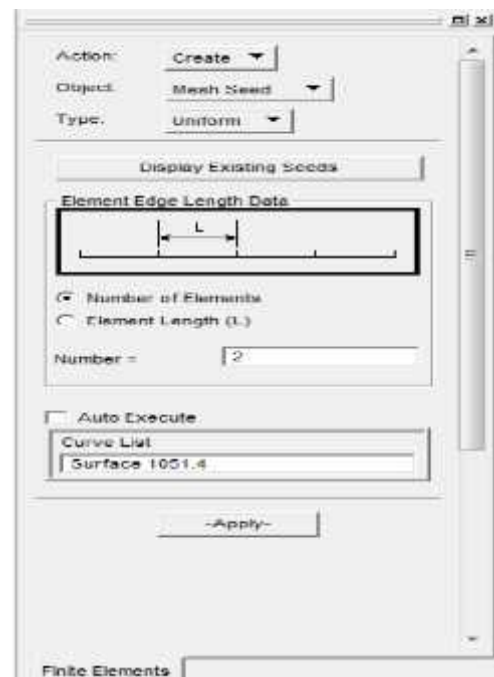 Action: Create
Object: Mesh Seed
Type: Uniform
Display Existing Seeds
Element Edge Length Data
L
Number of Elements
Element Length (L)
Number = 2
Auto Execute
Curve List
Surface 1051.4
-Apply-
Finite Elements